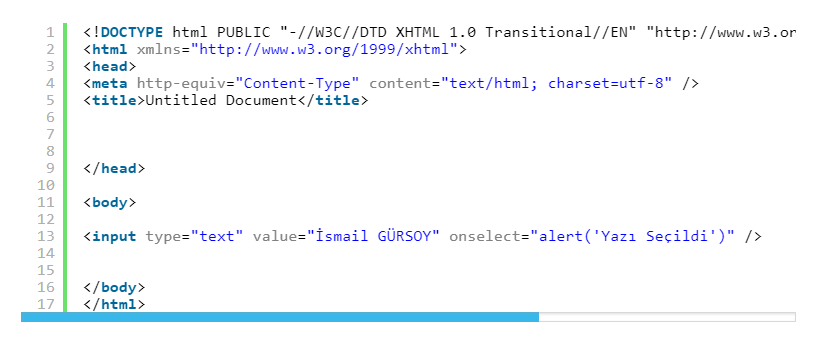 1 <!DOCTYPE html PUBLIC "-//W3C//DTD XHTML 1.0 Transitional//EN" "http://www.w3.or
2 <html xmlns="http://www.w3.org/1999/xhtml">
3 <head>
4 <meta http-equiv="Content-Type" content="text/html; charset=utf-8" />
5 <title>Untitled Document</title>
6
7
8
9 </head>
10
11 <body>
12
13 <input type="text" value="İsmail GÜRSOY" onselect="alert('Yazı Seçildi')" />
14
15
16 </body>
17 </html>